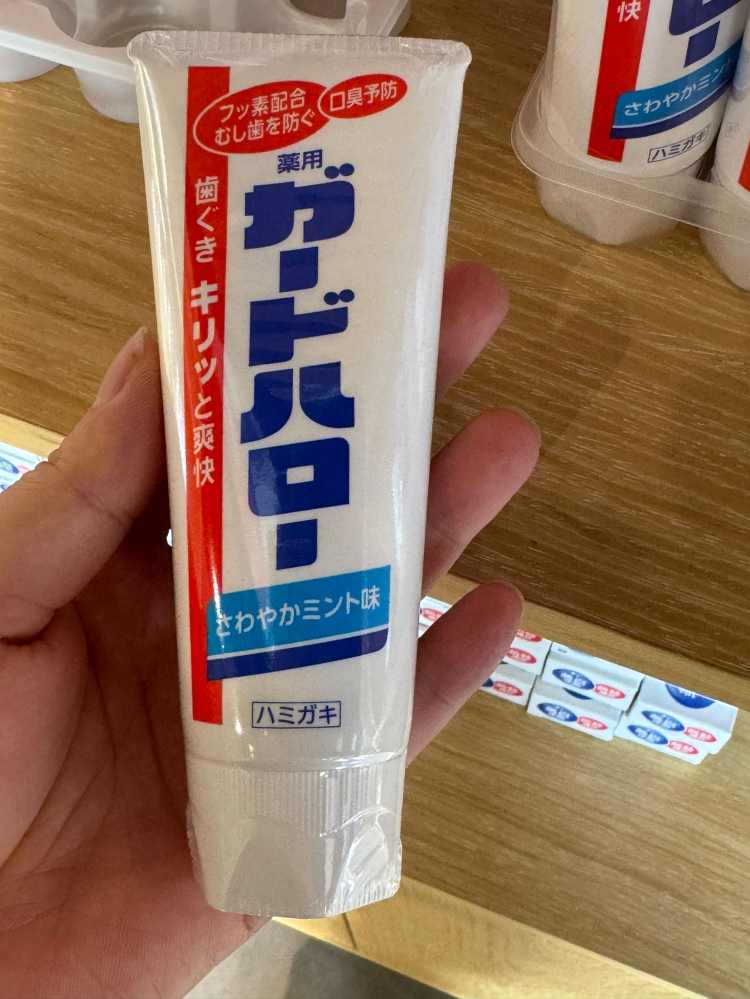 フッ素配合
むし歯を防ぐ
口臭予防
薬用
ガードハロー
歯ぐき キリッと爽快
さわやかミント味
ハミガキ
快
さわやかミント
ハミガキ